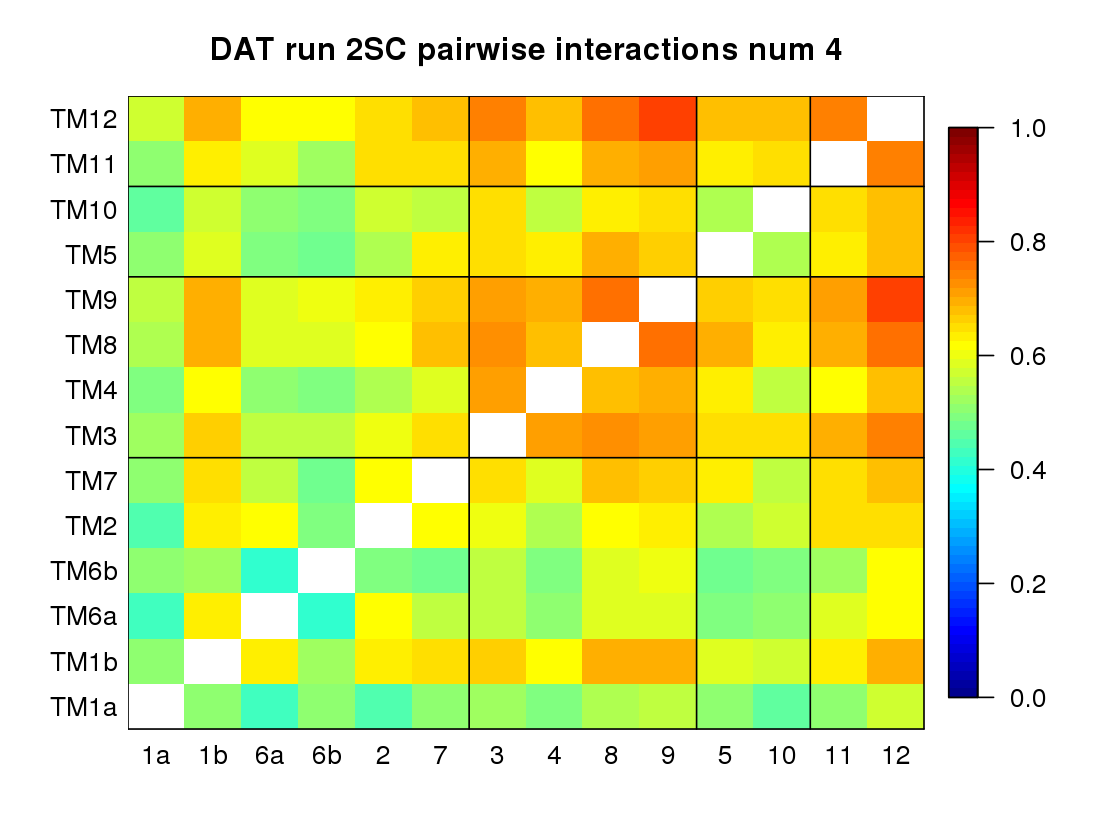 DAT run 2SC pairwise interactions num 4
TM12
TM11
TM10
TM5
TM9
TM8
TM4
TM3
TM7
TM2
TM6b
TM6a
TM1b
TM1a
1a 1b 6a 6b 2 7 3 4 8 9 5 10 11 12
1.0
0.8
0.6
0.4
0.2
0.0